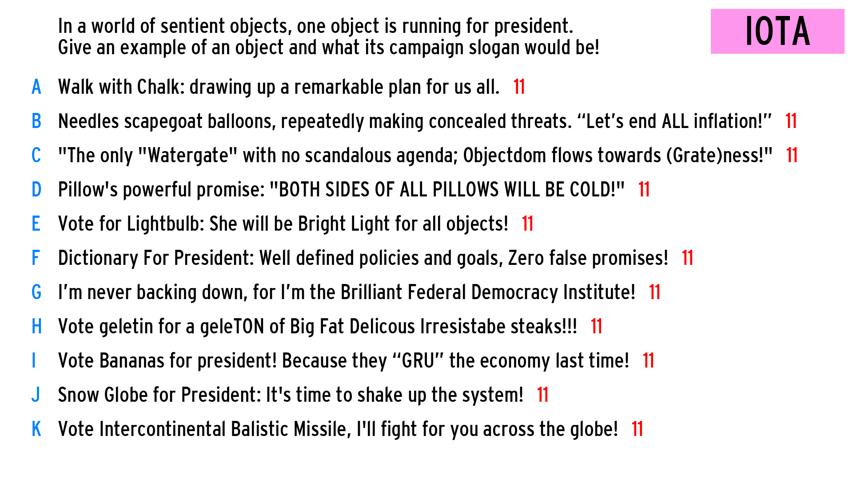 In a world of sentient objects, one object is running for president.
Give an example of an object and what its campaign slogan would be!
IOTA
A Walk with Chalk: drawing up a remarkable plan for us all. 11
B Needles scapegoat balloons, repeatedly making concealed threats. “Let’s end ALL inflation!” 11
C "The only "Watergate" with no scandalous agenda; Objectdom flows towards (Grate)ness!" 11
D Pillow's powerful promise: "BOTH SIDES OF ALL PILLOWS WILL BE COLD!" 11
E Vote for Lightbulb: She will be Bright Light for all objects! 11
F Dictionary For President: Well defined policies and goals, Zero false promises! 11
G I’m never backing down, for I’m the Brilliant Federal Democracy Institute! 11
H Vote geletin for a geleTON of Big Fat Delicous Irresistabe steaks!!! 11
I Vote Bananas for president! Because they “GRU” the economy last time! 11
J Snow Globe for President: It's time to shake up the system! 11
K Vote Intercontinental Balistic Missile, I'll fight for you across the globe! 11